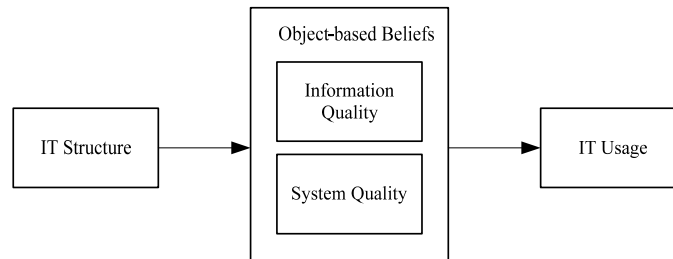 Object-based Beliefs
Information
Quality
IT Structure
IT Usage
System Quality